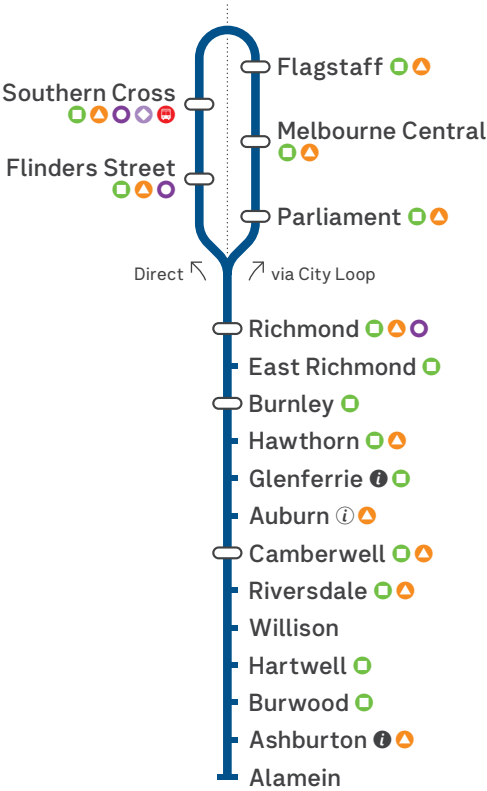 Flagstaff
Southern Cross
Melbourne Central
Flinders Street
Parliament
Direct
via City Loop
Richmond
East Richmond
Burnley
Hawthorn
Glenferrie i
Auburn i
Camberwell
Riversdale
Willison
Hartwell
Burwood
Ashburton i
Alamein